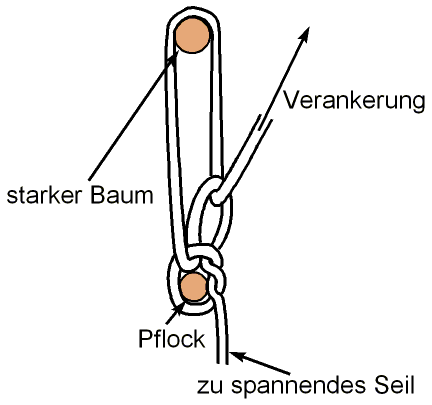 Verankerung
starker Baum
Pflock
zu spannendes Seil